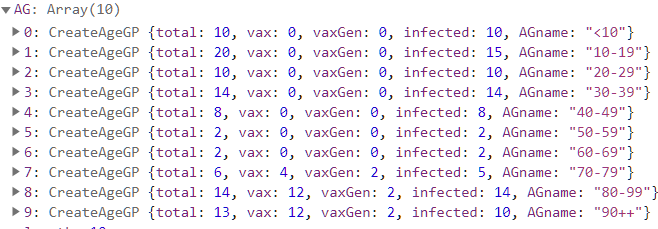 ▼AG: Array(10)
▶0: CreateAgeGP {total: 10, vax: 0, vaxGen: 0, infected: 10, AGname: "<10"}
▶1: CreateAgeGP {total: 20, vax: 0, vaxGen: 0, infected: 15, AGname: "10-19"}
▶2: CreateAgeGP {total: 10, vax: 0, vaxGen: 0, infected: 10, AGname: "20-29"}
▶3: CreateAgeGP {total: 14, vax: 0, vaxGen: 0, infected: 14, AGname: "30-39"}
▶4: CreateAgeGP {total: 8, vax: 0, vaxGen: 0, infected: 8, AGname: "40-49"}
▶5: CreateAgeGP {total: 2, vax: 0, vaxGen: 0, infected: 2, AGname: "50-59"}
▶6: CreateAgeGP {total: 2, vax: 0, vaxGen: 0, infected: 2, AGname: "60-69"}
▶7: CreateAgeGP {total: 6, vax: 4, vaxGen: 2, infected: 5, AGname: "70-79"}
▶8: CreateAgeGP {total: 14, vax: 12, vaxGen: 2, infected: 14, AGname: "80-99"}
▶9: CreateAgeGP {total: 13, vax: 12, vaxGen: 2, infected: 10, AGname: "90++"}